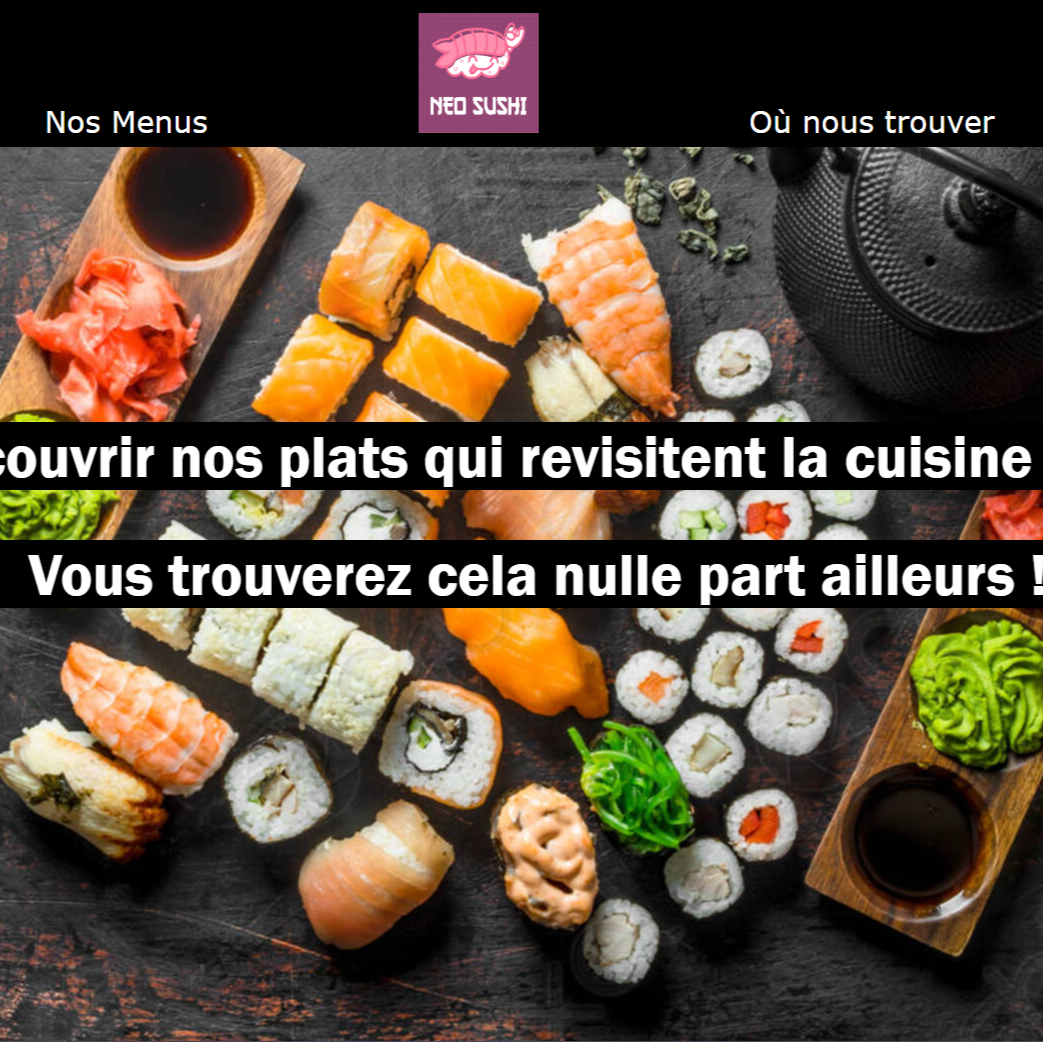 NEO SUSHI
Nos Menus
Où nous trouver
couvrir nos plats qui revisitent la cuisine
Vous trouverez cela nulle part ailleurs !